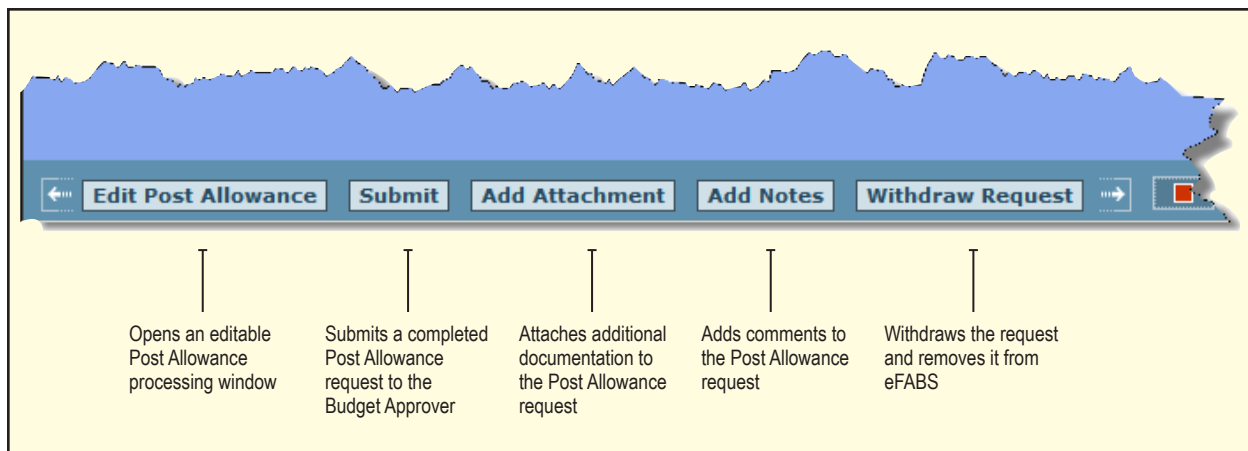 Edit Post Allowance Submit Add Attachment Add Notes Withdraw Request
Opens an editable
Post Allowance
processing window
Submits a completed
Post Allowance
request to the
Budget Approver
Attaches additional
documentation to
the Post Allowance
request
Adds comments to
the Post Allowance
request
Withdraws the request
and removes it from
eFABS